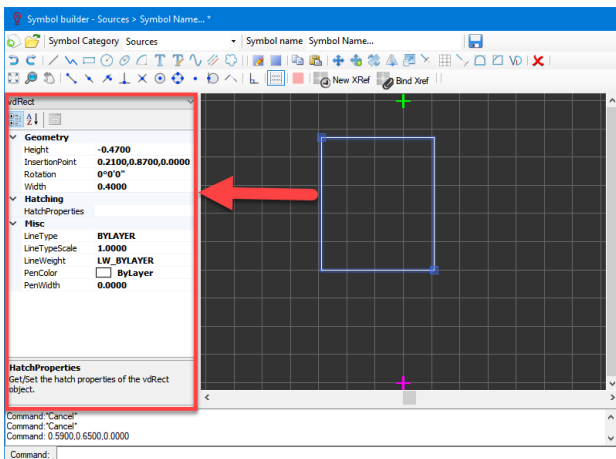 Symbol builder - Sources > Symbol Name... *
Symbol Category Sources Symbol name Symbol Name...
New XRef Bind Xref
vdRect
Geometry
Height -0.4700
InsertionPoint 0.2100,0.8700,0.0000
Rotation 0°0'0"
Width 0.4000
Hatching
HatchProperties
Misc
LineType BYLAYER
LineTypeScale 1.0000
LineWeight LW_BYLAYER
PenColor ByLayer
PenWidth 0.0000
HatchProperties
Get/Set the hatch properties of the vdRect
object.
Command:*Cancel*
Command:*Cancel*
Command: 0.5900,0.6500,0.0000
Command: